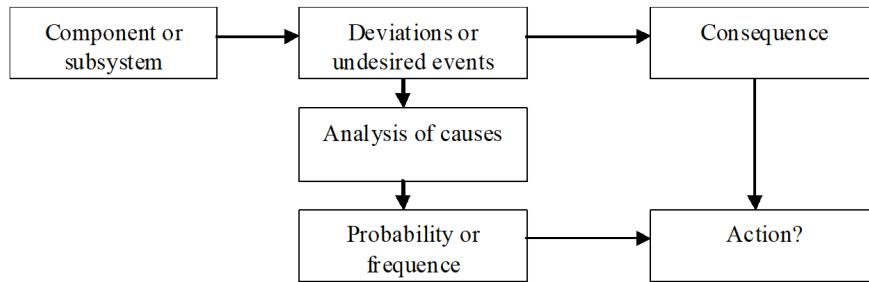 Component or
subsystem
Deviations or
undesired events
Consequence
Analysis of causes
Probability or
frequence
Action?